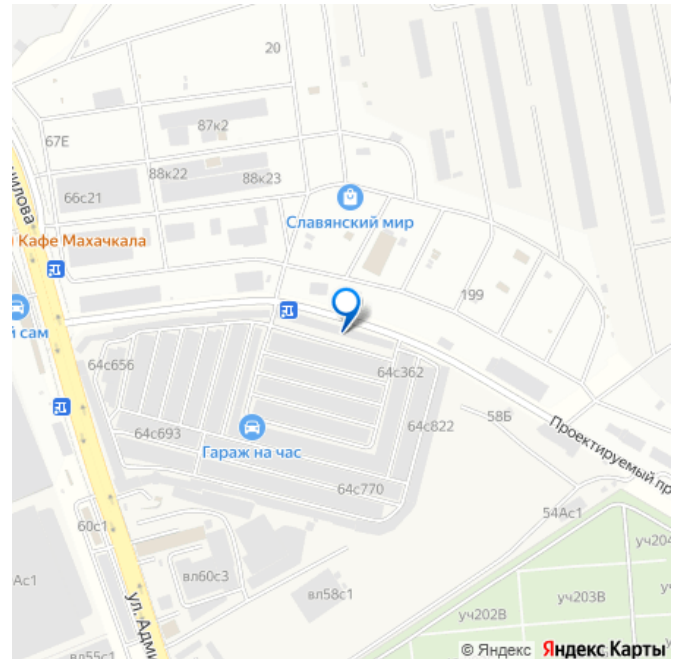 20
87к2
67Е
88к22
88к23
66с21
Славянский мир
Кафе Махачкала
199
сам
64с656
64с362
58Б
64с822
64с693
Гараж на час
Проектируемый пр
64с770
54Ас1
60с1
уч204
Ас1
вл60с3
вл58с1
уч203В
уч202В
ул. Адми
вл55с1
© Яндекс Яндекс Карты